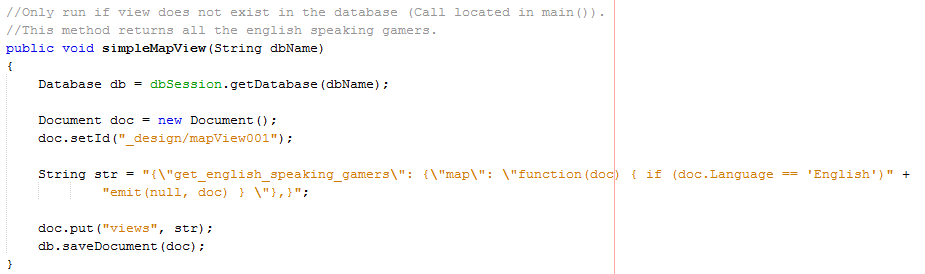 //Only run if view does not exist in the database (Call located in main()).
//This method returns all the english speaking gamers.
public void simpleMapView(String dbName)
{
    Database db = dbSession.getDatabase(dbName);

    Document doc = new Document();
    doc.setId("_design/mapView001");

    String str = "{\"get_english_speaking_gamers\": {\"map\": \"function(doc) { if (doc.Language == 'English')" +
            "emit(null, doc) } \"},}";

    doc.put("views", str);
    db.saveDocument(doc);
}